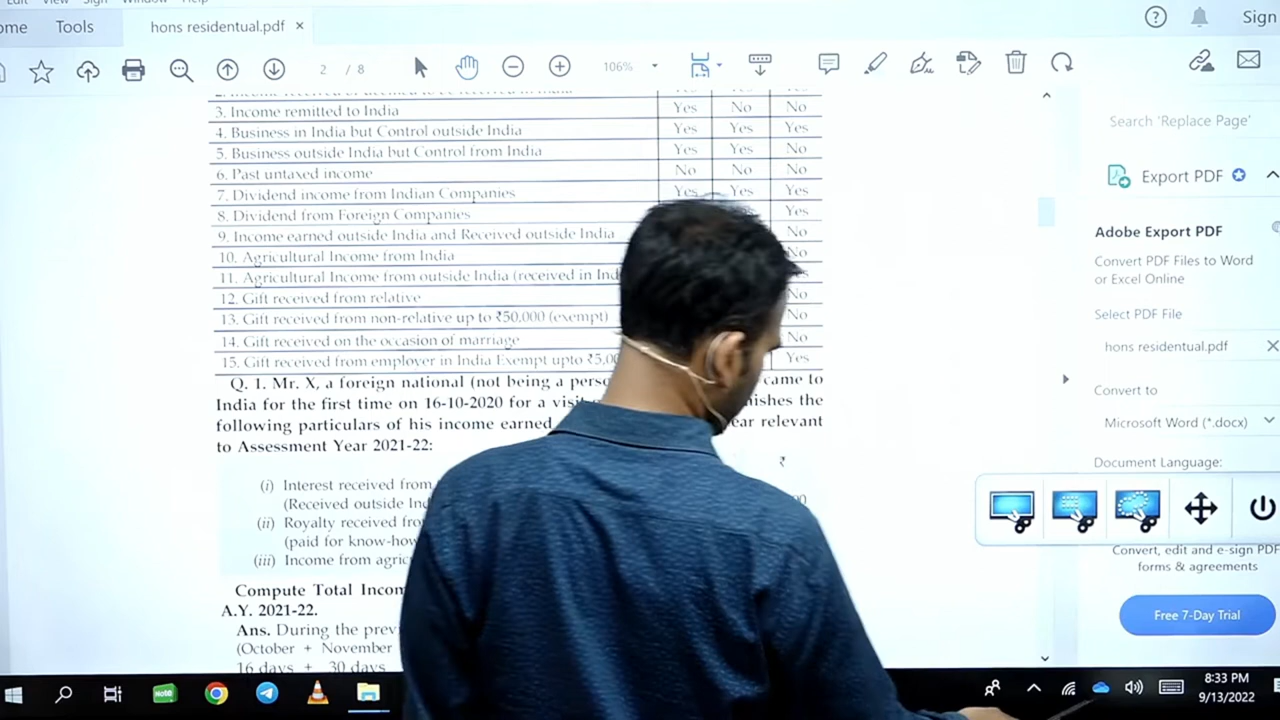 Edit View Sign Window Help
ome Tools hons residentual.pdf ×
Sign
2 / 8
106%
3. Income remitted to India Yes No No
4. Business in India but Control outside India Yes Yes Yes
5. Business outside India but Control from India Yes Yes No
6. Past untaxed income No No No
7. Dividend income from Indian Companies Yes Yes Yes
8. Dividend from Foreign Companies Yes
9. Income earned outside India and Received outside India No
10. Agricultural Income from India No
11. Agricultural Income from outside India (received in Ind
12. Gift received from relative No
13. Gift received from non-relative up to ₹50,000 (exempt) No
14. Gift received on the occasion of marriage No
15. Gift received from employer in India Exempt upto ₹5,00 Yes
Q. 1. Mr. X, a foreign national (not being a perso came to
India for the first time on 16-10-2020 for a visit nishes the
following particulars of his income earned ear relevant
to Assessment Year 2021-22:
₹
(i) Interest received from
(Received outside Ind 00
(ii) Royalty received fro
(paid for know-how
(iii) Income from agric
Compute Total Incom
A.Y. 2021-22.
Ans. During the previ
(October + November
16 days + 30 days
Search 'Replace Page'
Export PDF
Adobe Export PDF
Convert PDF Files to Word
or Excel Online
Select PDF File
hons residentual.pdf ×
Convert to
Microsoft Word (*.docx)
Document Language:
Convert, edit and e-sign PDF
forms & agreements
Free 7-Day Trial
Note
8:33 PM
9/13/2022